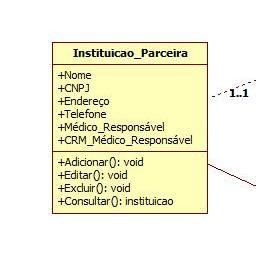 Instituicao_Parceira
+Nome
+CNPJ
+Endereço
+Telefone
+Médico_Responsável
+CRM_Médico_Responsável
+Adicionar(): void
+Editar(): void
+Excluir(): void
+Consultar(): instituicao
1..1